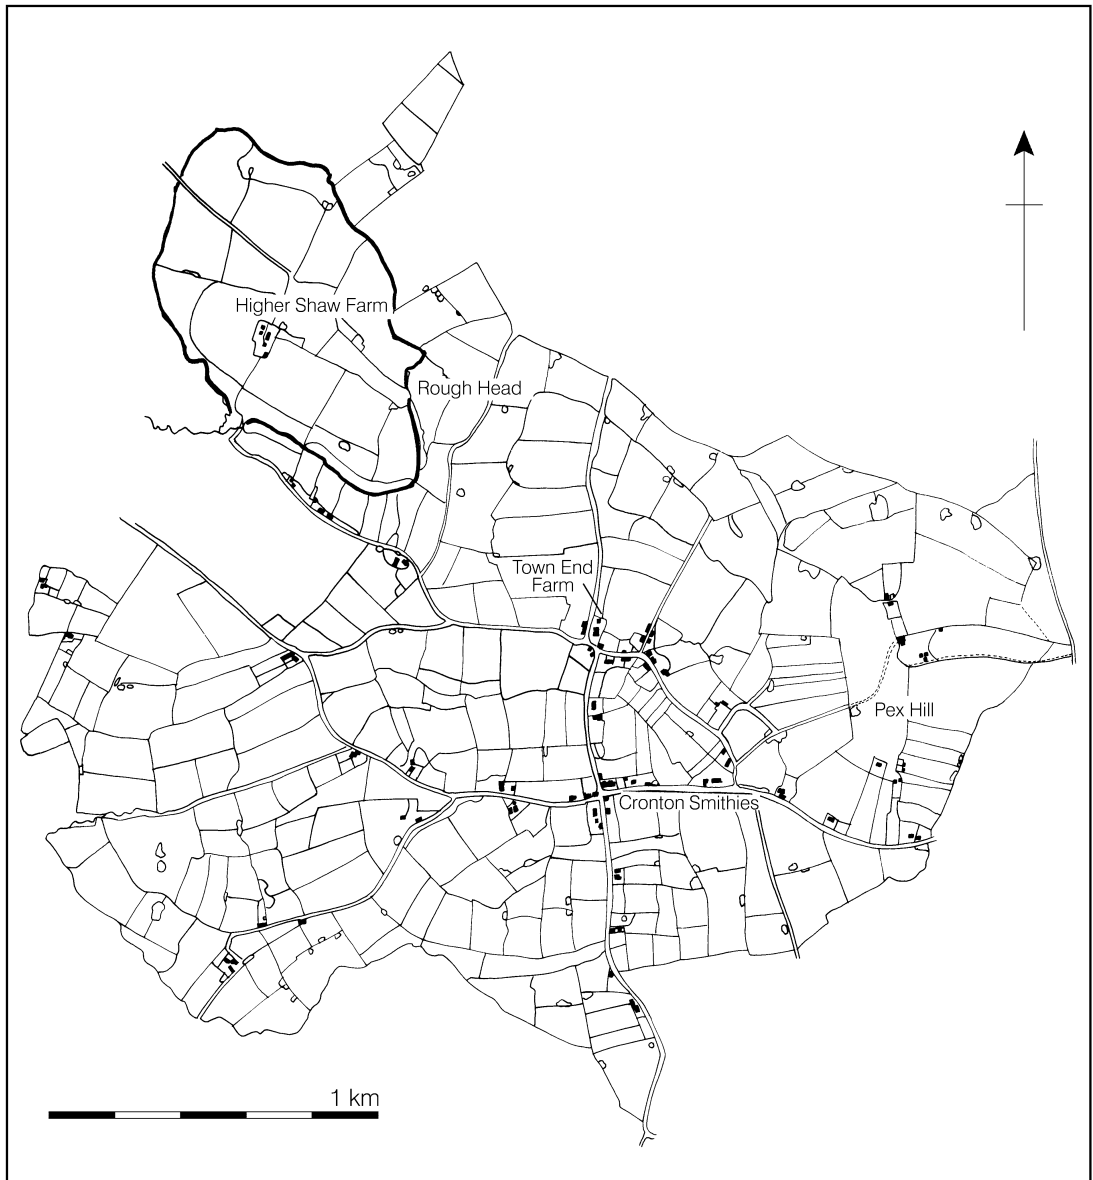 Higher Shaw Farm
Rough Head
Town End
Farm
Pex Hill
Cronton Smithies
1 km